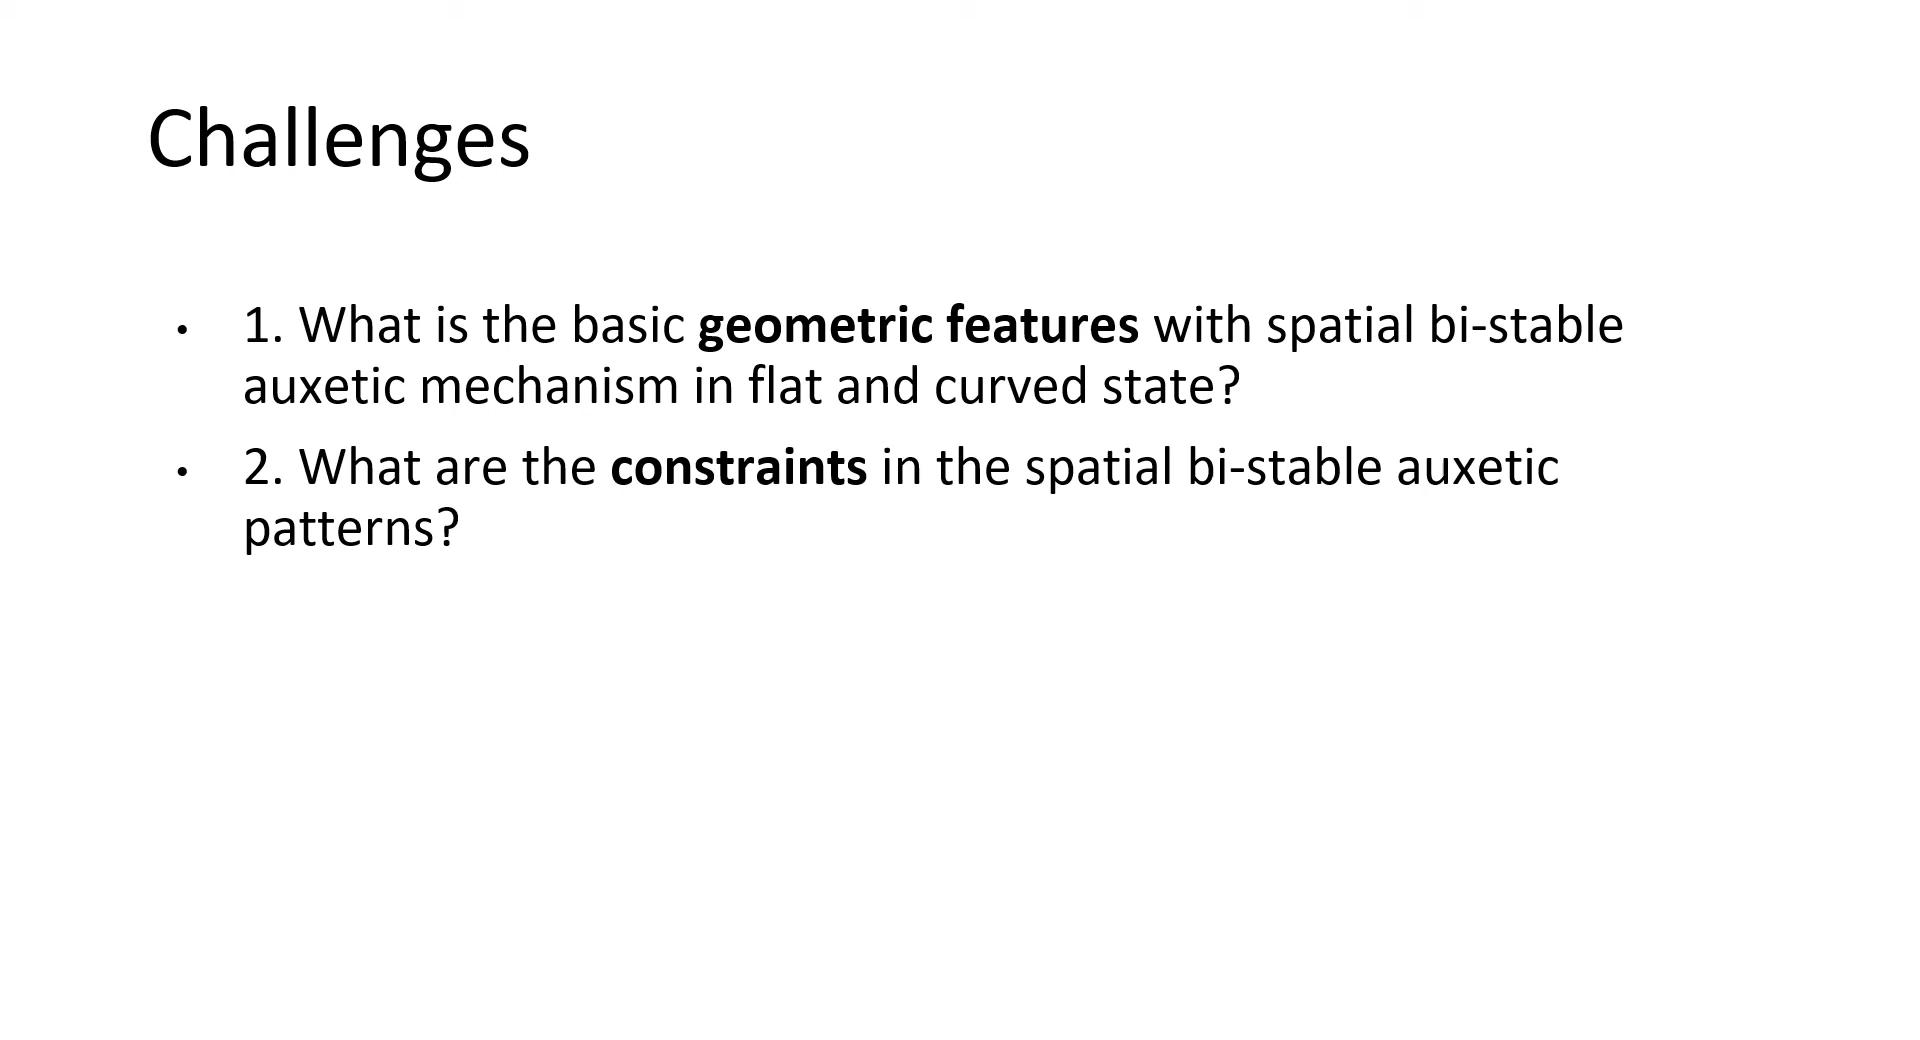 Challenges
• 1. What is the basic geometric features with spatial bi-stable
auxetic mechanism in flat and curved state?
• 2. What are the constraints in the spatial bi-stable auxetic
patterns?